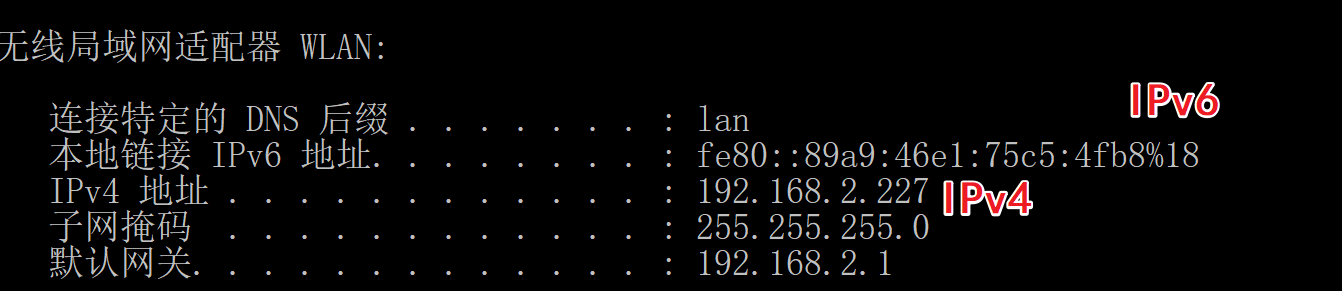 无线局域网适配器 WLAN:
IPv6
连接特定的 DNS 后缀 . . . . . . . : lan
本地链接 IPv6 地址. . . . . . . . : fe80::89a9:46e1:75c5:4fb8%18
IPv4 地址 . . . . . . . . . . . . : 192.168.2.227 IPv4
子网掩码  . . . . . . . . . . . . : 255.255.255.0
默认网关. . . . . . . . . . . . . : 192.168.2.1